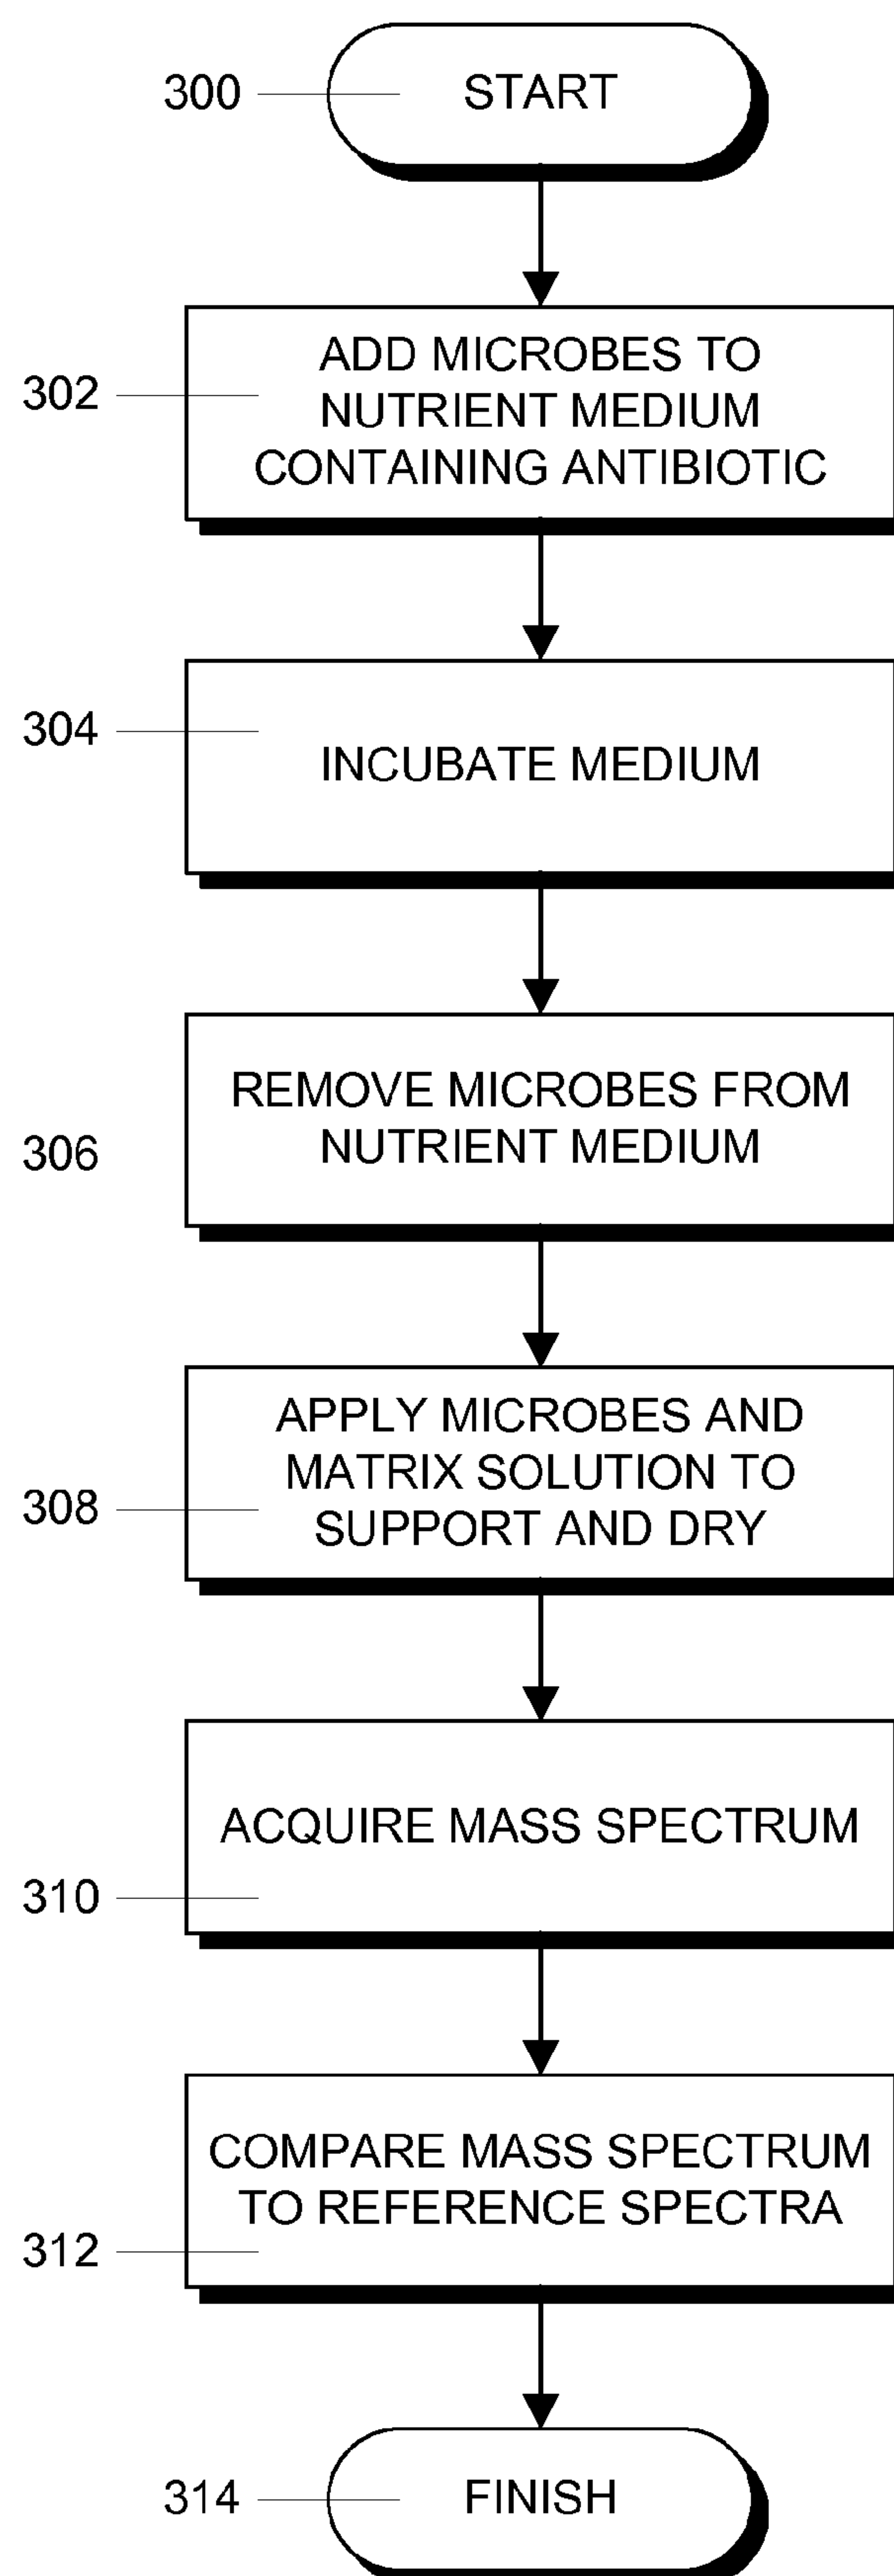 300
START
302
ADD MICROBES TO
NUTRIENT MEDIUM
CONTAINING ANTIBIOTIC
304
INCUBATE MEDIUM
306
REMOVE MICROBES FROM
NUTRIENT MEDIUM
308
APPLY MICROBES AND
MATRIX SOLUTION TO
SUPPORT AND DRY
310
ACQUIRE MASS SPECTRUM
312
COMPARE MASS SPECTRUM
TO REFERENCE SPECTRA
314
FINISH